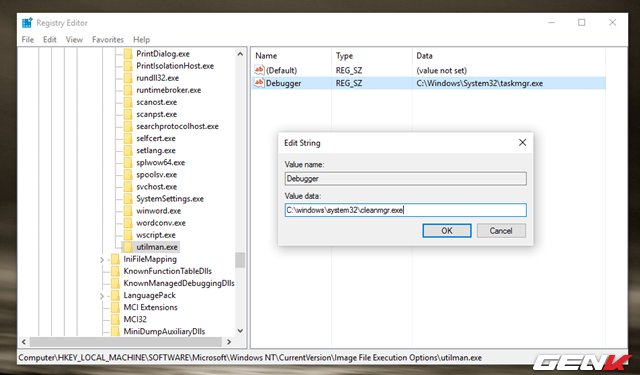 Registry Editor
File Edit View Favorites Help
PrintDialog.exe
PrintIsolationHost.exe
rundll32.exe
runtimebroker.exe
scanost.exe
scanpst.exe
searchprotocolhost.exe
selfcert.exe
setlang.exe
splwow64.exe
spoolsv.exe
svchost.exe
SystemSettings.exe
winword.exe
wordconv.exe
wscript.exe
utilman.exe
IniFileMapping
KnownFunctionTableDlls
KnownManagedDebuggingDlls
LanguagePack
MCI Extensions
MCI32
MiniDumpAuxiliaryDlls
Name Type Data
ab (Default) REG_SZ (value not set)
ab Debugger REG_SZ C:\Windows\System32\taskmgr.exe
Edit String
Value name:
Debugger
Value data:
C:\windows\system32\cleanmgr.exe
OK Cancel
Computer\HKEY_LOCAL_MACHINE\SOFTWARE\Microsoft\Windows NT\CurrentVersion\Image File Execution Options\utilman.exe
GENK